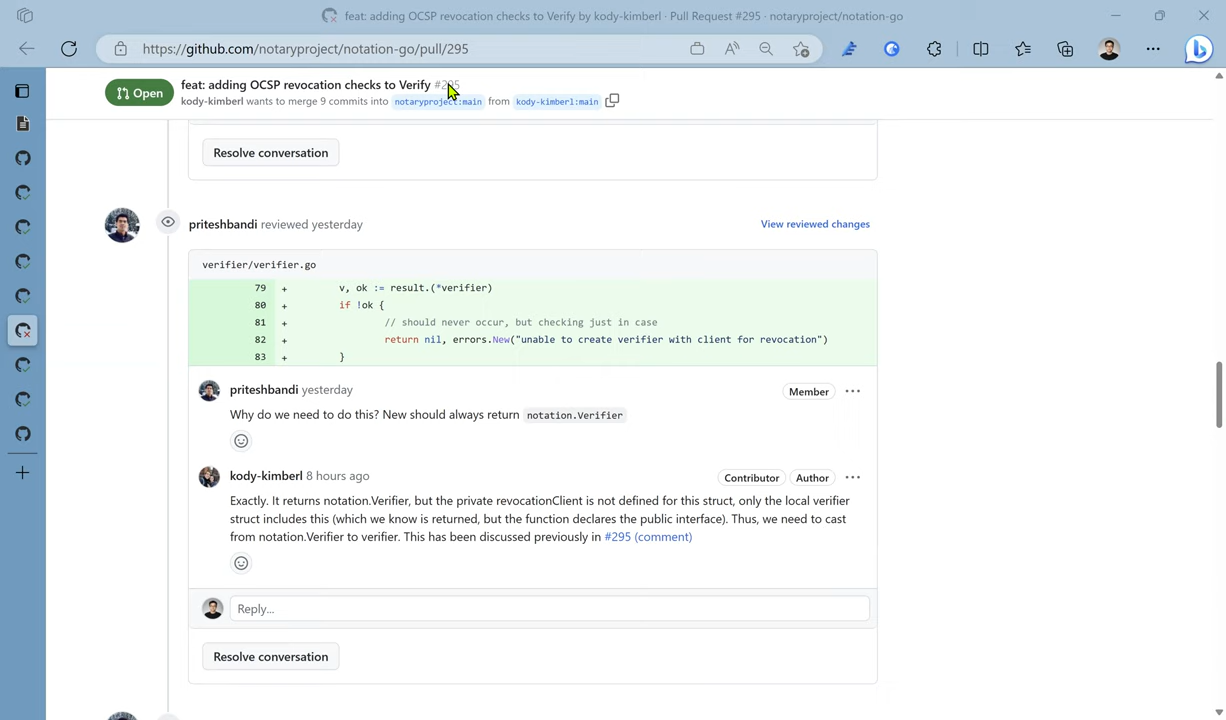 feat: adding OCSP revocation checks to Verify by kody-kimberl · Pull Request #295 · notaryproject/notation-go
https://github.com/notaryproject/notation-go/pull/295
Open
feat: adding OCSP revocation checks to Verify #295
kody-kimberl wants to merge 9 commits into notaryproject:main from kody-kimberl:main
Resolve conversation
priteshbandi reviewed yesterday
View reviewed changes
verifier/verifier.go
79 + v, ok := result.(*verifier)
80 + if !ok {
81 + // should never occur, but checking just in case
82 + return nil, errors.New("unable to create verifier with client for revocation")
83 + }
priteshbandi yesterday
Member
Why do we need to do this? New should always return notation.Verifier
kody-kimberl 8 hours ago
Contributor Author
Exactly. It returns notation.Verifier, but the private revocationClient is not defined for this struct, only the local verifier
struct includes this (which we know is returned, but the function declares the public interface). Thus, we need to cast
from notation.Verifier to verifier. This has been discussed previously in #295 (comment)
Reply...
Resolve conversation